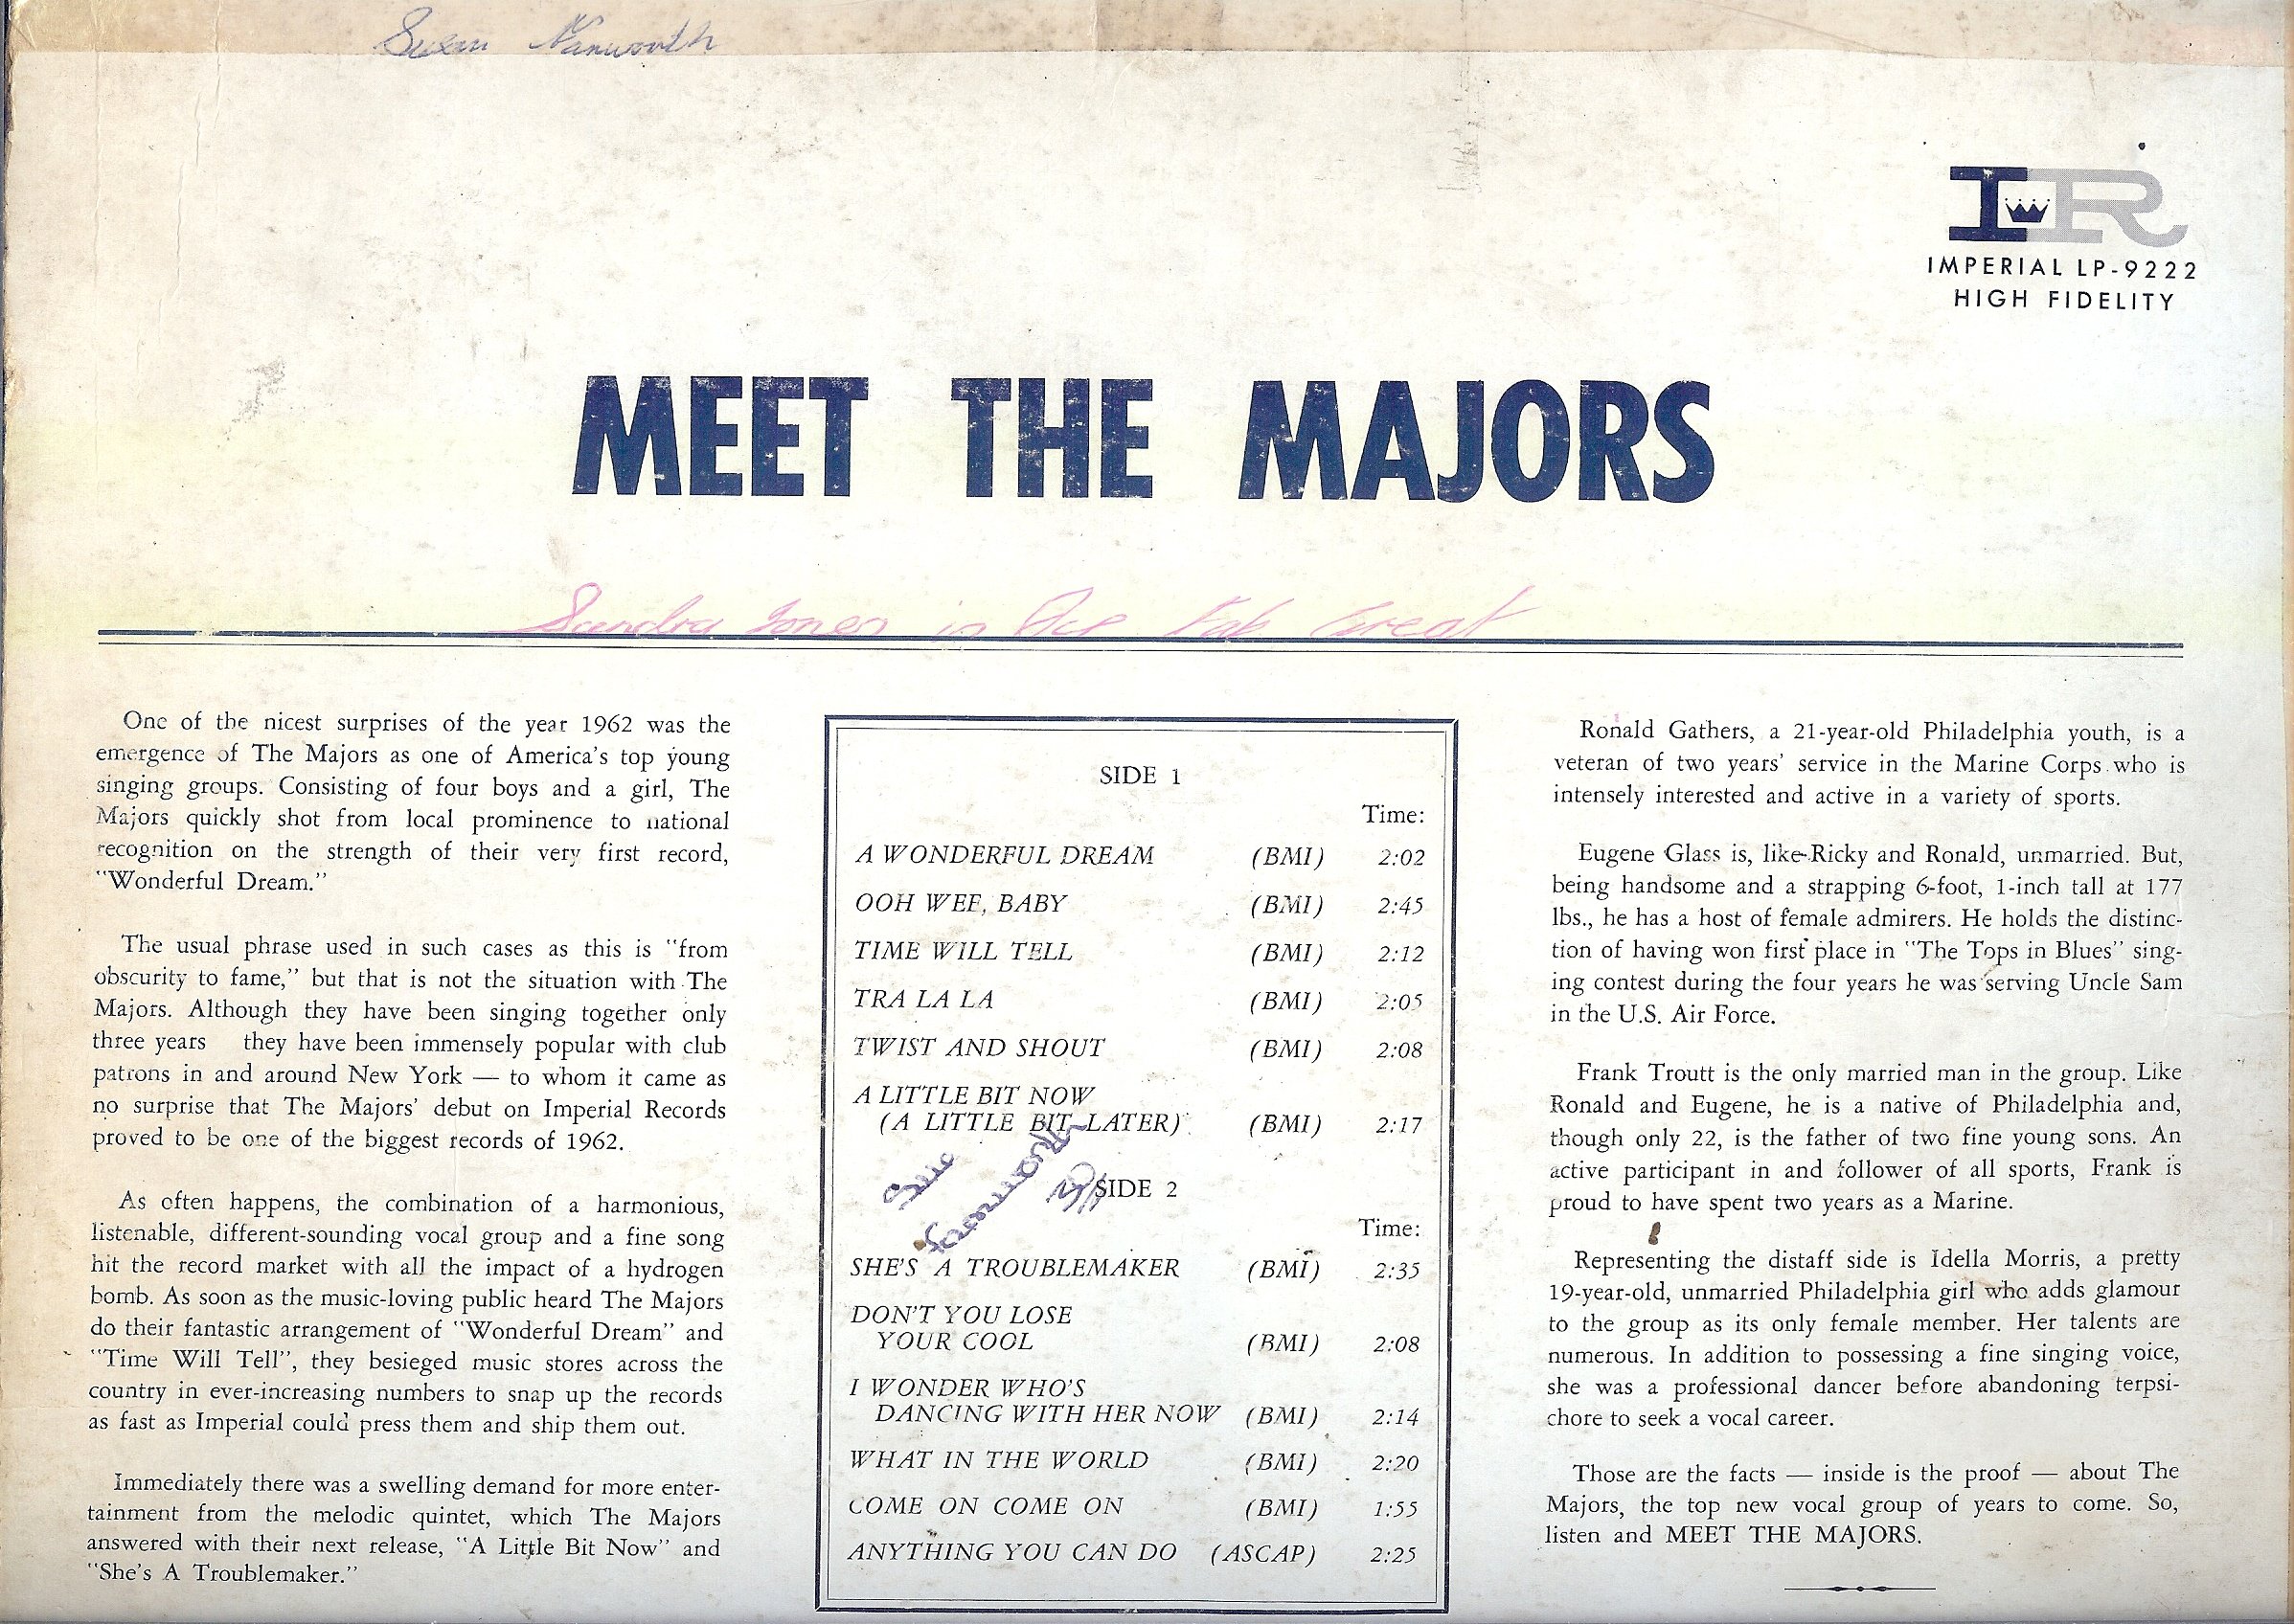 Susan
IR
IMPERIAL LP-9222
HIGH FIDELITY
MEET THE MAJORS
Sandra Jones is Ace Fab Great
One of the nicest surprises of the year 1962 was the
emergence of The Majors as one of America's top young
singing groups. Consisting of four boys and a girl, The
Majors quickly shot from local prominence to national
recognition on the strength of their very first record,
"Wonderful Dream."
The usual phrase used in such cases as this is "from
obscurity to fame," but that is not the situation with The
Majors. Although they have been singing together only
three years they have been immensely popular with club
patrons in and around New York — to whom it came as
no surprise that The Majors' debut on Imperial Records
proved to be one of the biggest records of 1962.
As often happens, the combination of a harmonious,
listenable, different-sounding vocal group and a fine song
hit the record market with all the impact of a hydrogen
bomb. As soon as the music-loving public heard The Majors
do their fantastic arrangement of "Wonderful Dream" and
"Time Will Tell", they besieged music stores across the
country in ever-increasing numbers to snap up the records
as fast as Imperial could press them and ship them out.
Immediately there was a swelling demand for more enter-
tainment from the melodic quintet, which The Majors
answered with their next release, "A Little Bit Now" and
"She's A Troublemaker."
SIDE 1
Time:
A WONDERFUL DREAM (BMI) 2:02
OOH WEE, BABY (BMI) 2:45
TIME WILL TELL (BMI) 2:12
TRA LA LA (BMI) 2:05
TWIST AND SHOUT (BMI) 2:08
A LITTLE BIT NOW
(A LITTLE BIT LATER) (BMI) 2:17
Sue
SIDE 2
Time:
SHE'S A TROUBLEMAKER (BMI) 2:35
DON'T YOU LOSE
YOUR COOL (BMI) 2:08
I WONDER WHO'S
DANCING WITH HER NOW (BMI) 2:14
WHAT IN THE WORLD (BMI) 2:20
COME ON COME ON (BMI) 1:55
ANYTHING YOU CAN DO (ASCAP) 2:25
Ronald Gathers, a 21-year-old Philadelphia youth, is a
veteran of two years' service in the Marine Corps who is
intensely interested and active in a variety of sports.
Eugene Glass is, like Ricky and Ronald, unmarried. But,
being handsome and a strapping 6-foot, 1-inch tall at 177
lbs., he has a host of female admirers. He holds the distinc-
tion of having won first place in "The Tops in Blues" sing-
ing contest during the four years he was serving Uncle Sam
in the U.S. Air Force.
Frank Troutt is the only married man in the group. Like
Ronald and Eugene, he is a native of Philadelphia and,
though only 22, is the father of two fine young sons. An
active participant in and follower of all sports, Frank is
proud to have spent two years as a Marine.
Representing the distaff side is Idella Morris, a pretty
19-year-old, unmarried Philadelphia girl who adds glamour
to the group as its only female member. Her talents are
numerous. In addition to possessing a fine singing voice,
she was a professional dancer before abandoning terpsi-
chore to seek a vocal career.
Those are the facts — inside is the proof — about The
Majors, the top new vocal group of years to come. So,
listen and MEET THE MAJORS.